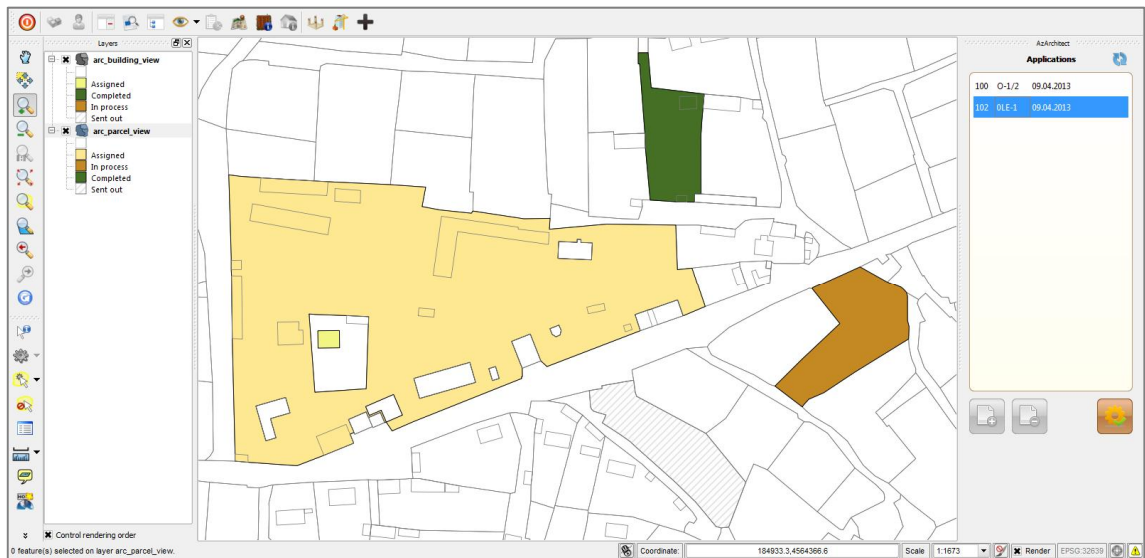 Layers
arc_building_view
Assigned
Completed
In process
Sent out
arc_parcel_view
Assigned
In process
Completed
Sent out
Control rendering order
AzArchitect
Applications
100 O-1/2 09.04.2013
102 0LE-1 09.04.2013
0 feature(s) selected on layer arc_parcel_view.
Coordinate: 184933.3,4564366.6 Scale 1:1673 Render EPSG:32639